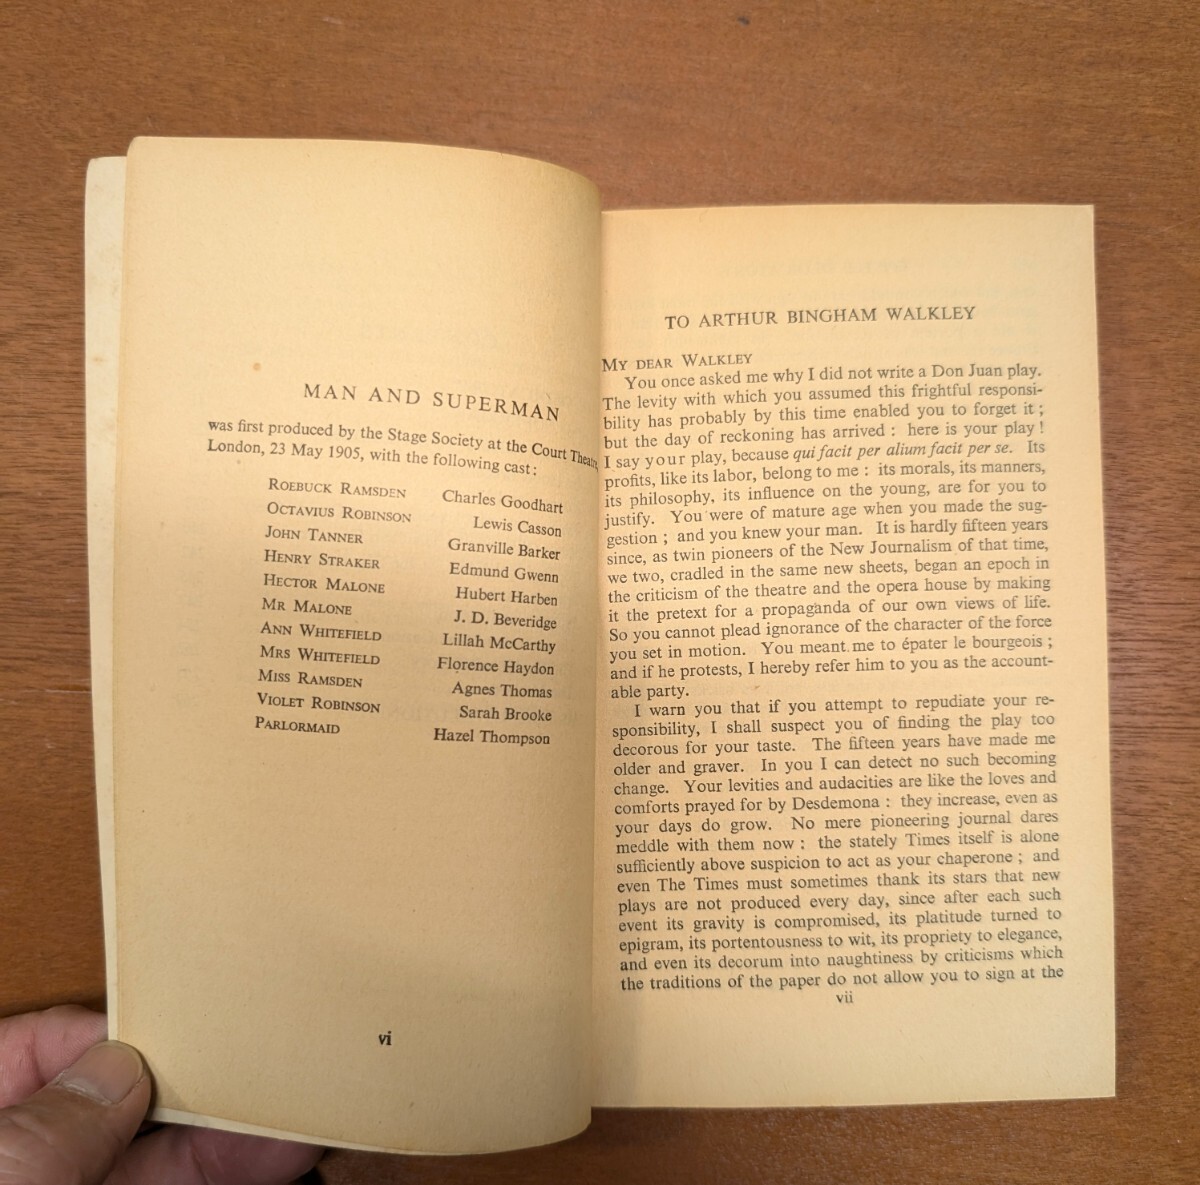 MAN AND SUPERMAN
was first produced by the Stage Society at the Court Theatre,
London, 23 May 1905, with the following cast:
ROEBUCK RAMSDEN Charles Goodhart
OCTAVIUS ROBINSON Lewis Casson
JOHN TANNER Granville Barker
HENRY STRAKER Edmund Gwenn
HECTOR MALONE Hubert Harben
MR MALONE J. D. Beveridge
ANN WHITEFIELD Lillah McCarthy
MRS WHITEFIELD Florence Haydon
MISS RAMSDEN Agnes Thomas
VIOLET ROBINSON Sarah Brooke
PARLORMAID Hazel Thompson
vi
TO ARTHUR BINGHAM WALKLEY
MY DEAR WALKLEY
You once asked me why I did not write a Don Juan play.
The levity with which you assumed this frightful responsi-
bility has probably by this time enabled you to forget it;
but the day of reckoning has arrived: here is your play!
I say your play, because qui facit per alium facit per se. Its
profits, like its labor, belong to me: its morals, its manners,
its philosophy, its influence on the young, are for you to
justify. You were of mature age when you made the sug-
gestion; and you knew your man. It is hardly fifteen years
since, as twin pioneers of the New Journalism of that time,
we two, cradled in the same new sheets, began an epoch in
the criticism of the theatre and the opera house by making
it the pretext for a propaganda of our own views of life.
So you cannot plead ignorance of the character of the force
you set in motion. You meant me to épater le bourgeois;
and if he protests, I hereby refer him to you as the account-
able party.
I warn you that if you attempt to repudiate your re-
sponsibility, I shall suspect you of finding the play too
decorous for your taste. The fifteen years have made me
older and graver. In you I can detect no such becoming
change. Your levities and audacities are like the loves and
comforts prayed for by Desdemona: they increase, even as
your days do grow. No mere pioneering journal dares
meddle with them now: the stately Times itself is alone
sufficiently above suspicion to act as your chaperone; and
even The Times must sometimes thank its stars that new
plays are not produced every day, since after each such
event its gravity is compromised, its platitude turned to
epigram, its portentousness to wit, its propriety to elegance,
and even its decorum into naughtiness by criticisms which
the traditions of the paper do not allow you to sign at the
vii